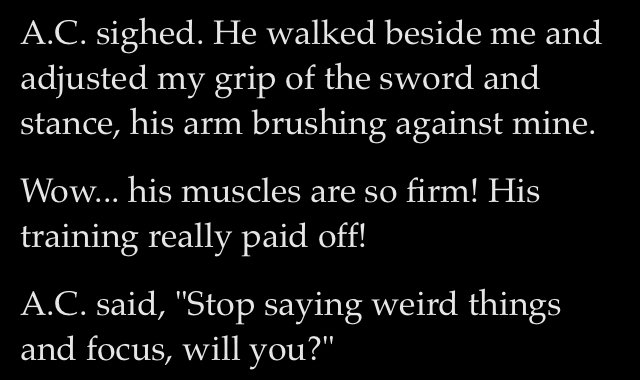 A.C. sighed. He walked beside me and
adjusted my grip of the sword and
stance, his arm brushing against mine.
Wow... his muscles are so firm! His
training really paid off!
A.C. said, "Stop saying weird things
and focus, will you?"